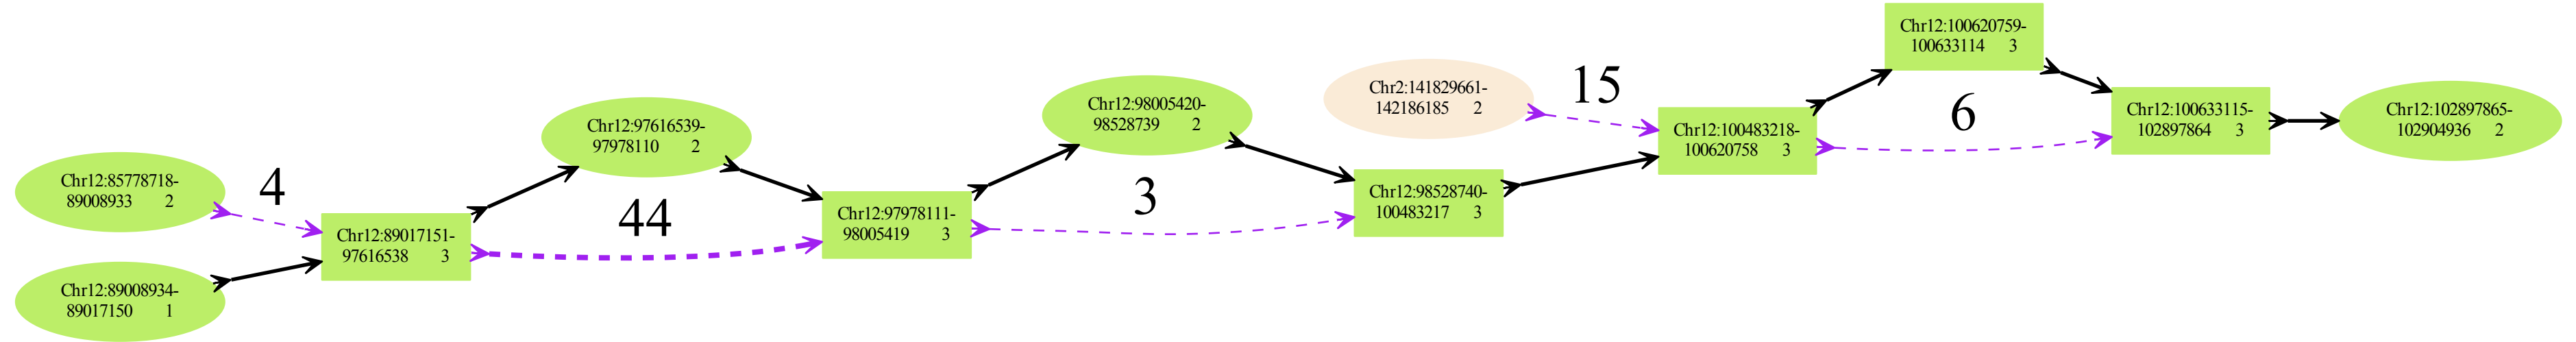 Chr12:85778718-
89008933 2
4
Chr12:89008934-
89017150 1
Chr12:89017151-
97616538 3
Chr12:97616539-
97978110 2
44
Chr12:97978111-
98005419 3
Chr12:98005420-
98528739 2
3
Chr12:98528740-
100483217 3
Chr2:141829661-
142186185 2
15
Chr12:100483218-
100620758 3
Chr12:100620759-
100633114 3
6
Chr12:100633115-
102897864 3
Chr12:102897865-
102904936 2